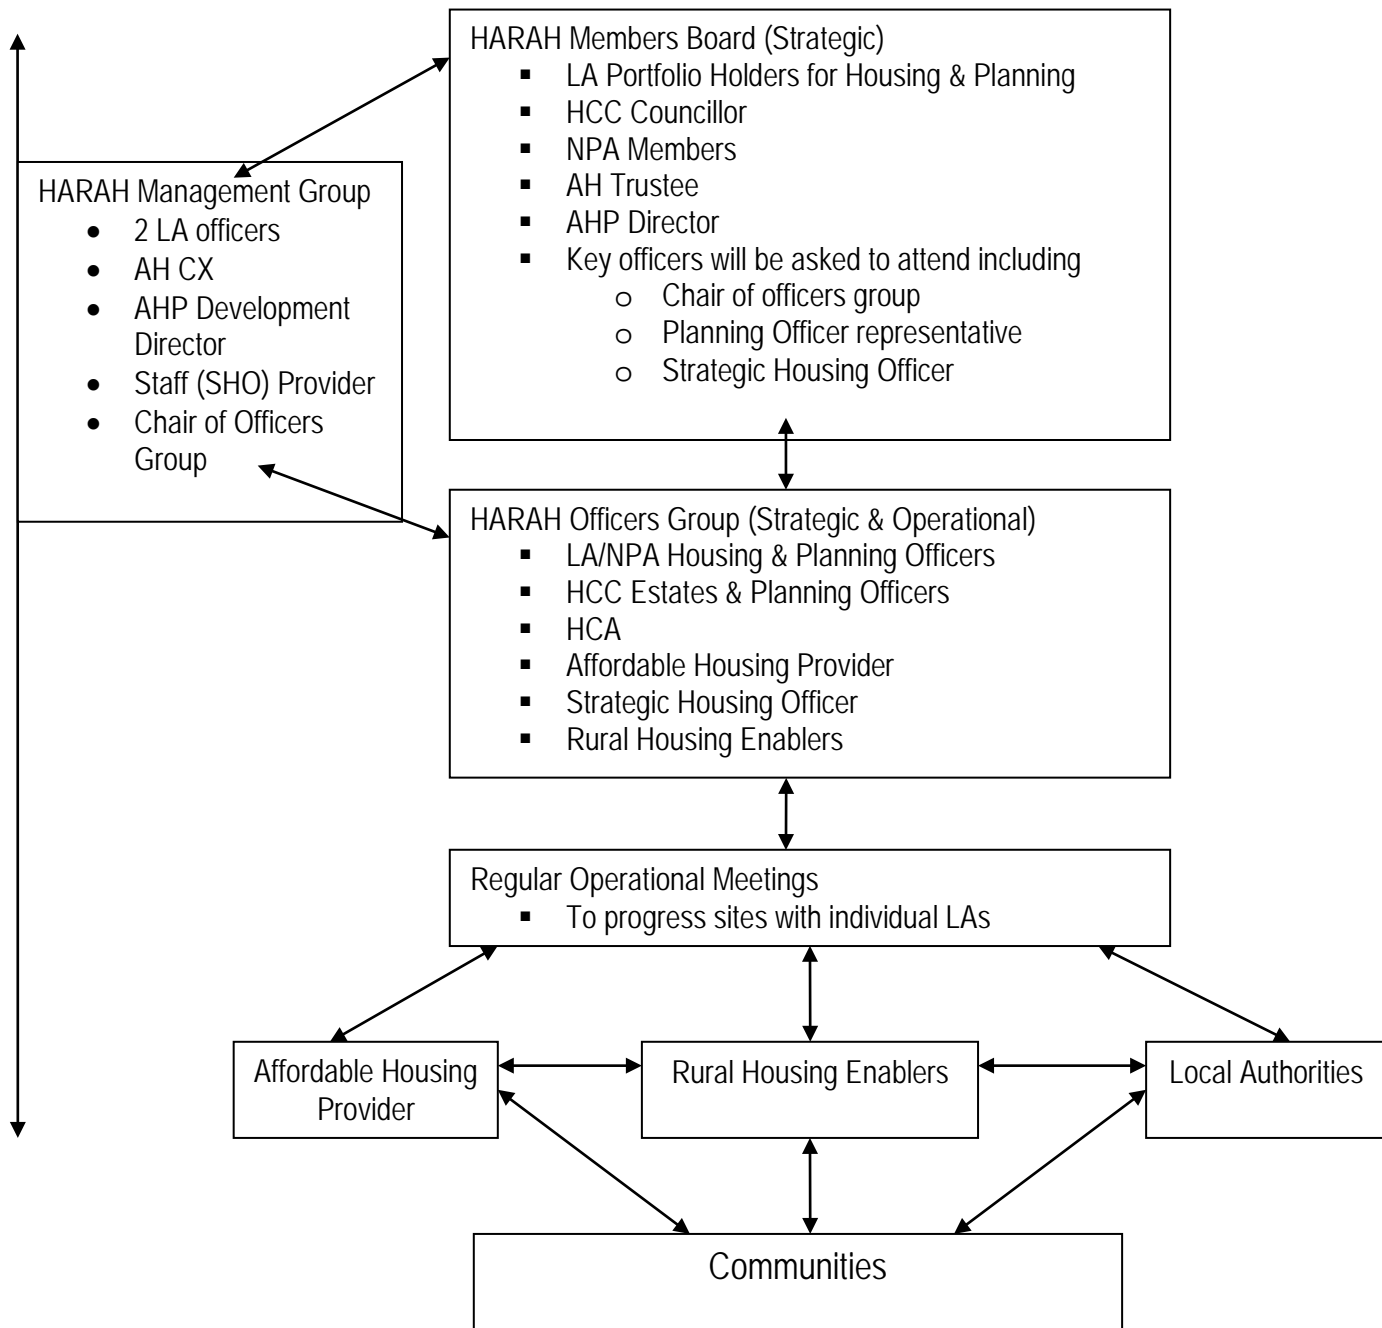 HARAH Members Board (Strategic)
▪ LA Portfolio Holders for Housing & Planning
▪ HCC Councillor
▪ NPA Members
▪ AH Trustee
▪ AHP Director
▪ Key officers will be asked to attend including
o Chair of officers group
o Planning Officer representative
o Strategic Housing Officer
HARAH Management Group
● 2 LA officers
● AH CX
● AHP Development
Director
● Staff (SHO) Provider
● Chair of Officers
Group
HARAH Officers Group (Strategic & Operational)
▪ LA/NPA Housing & Planning Officers
▪ HCC Estates & Planning Officers
▪ HCA
▪ Affordable Housing Provider
▪ Strategic Housing Officer
▪ Rural Housing Enablers
Regular Operational Meetings
▪ To progress sites with individual LAs
Affordable Housing
Provider
Rural Housing Enablers
Local Authorities
Communities